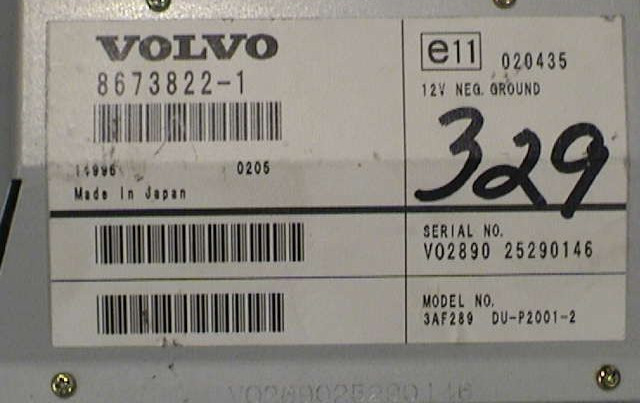 VOLVO
8673822-1
14996 0205
Made In Japan
e11 020435
12V NEG. GROUND
329
SERIAL NO.
VO2890 25290146
MODEL NO.
3AF289 DU-P2001-2
VO289025290146